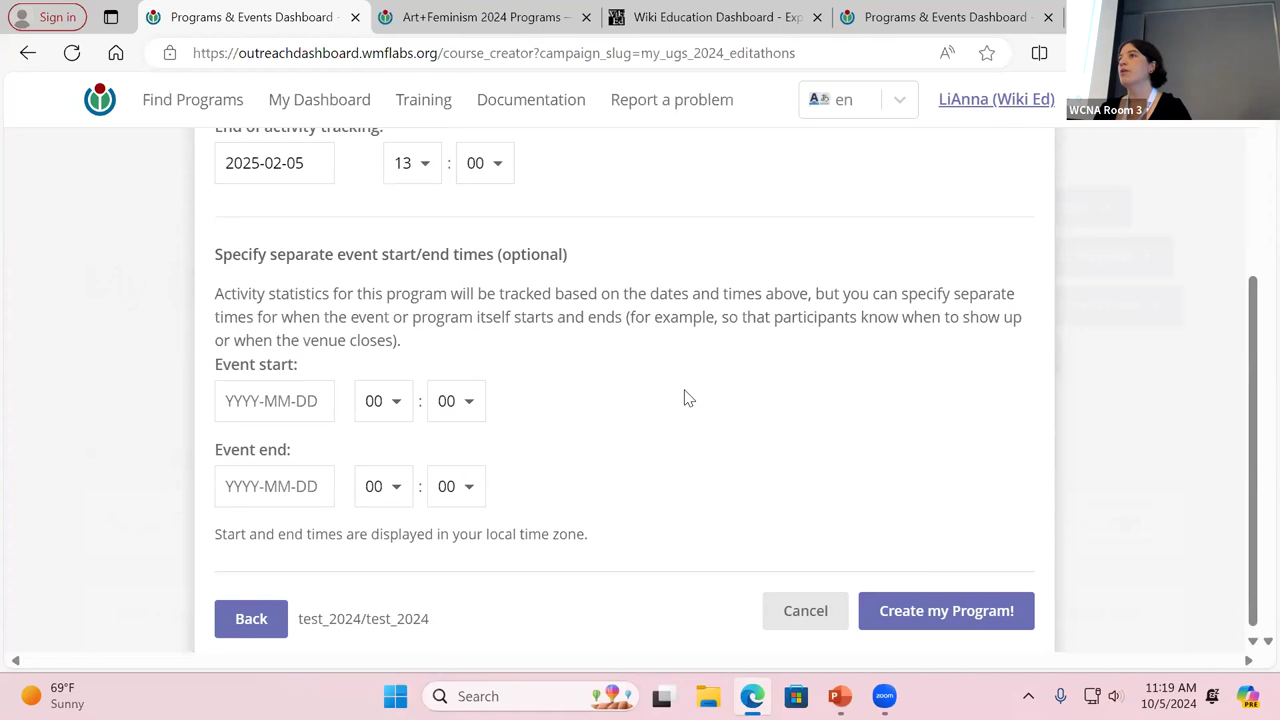 Sign in
Programs & Events Dashboard
Art+Feminism 2024 Programs –
Wiki Education Dashboard - Exp
Programs & Events Dashboard -
https://outreachdashboard.wmflabs.org/course_creator?campaign_slug=my_ugs_2024_editathons
Find Programs
My Dashboard
Training
Documentation
Report a problem
en
LiAnna (Wiki Ed)
WCNA Room 3
End of activity tracking:
2025-02-05 13 : 00
Specify separate event start/end times (optional)
Activity statistics for this program will be tracked based on the dates and times above, but you can specify separate
times for when the event or program itself starts and ends (for example, so that participants know when to show up
or when the venue closes).
Event start:
YYYY-MM-DD 00 : 00
Event end:
YYYY-MM-DD 00 : 00
Start and end times are displayed in your local time zone.
Back
test_2024/test_2024
Cancel
Create my Program!
69°F
Sunny
Search
zoom
11:19 AM
10/5/2024
PRE